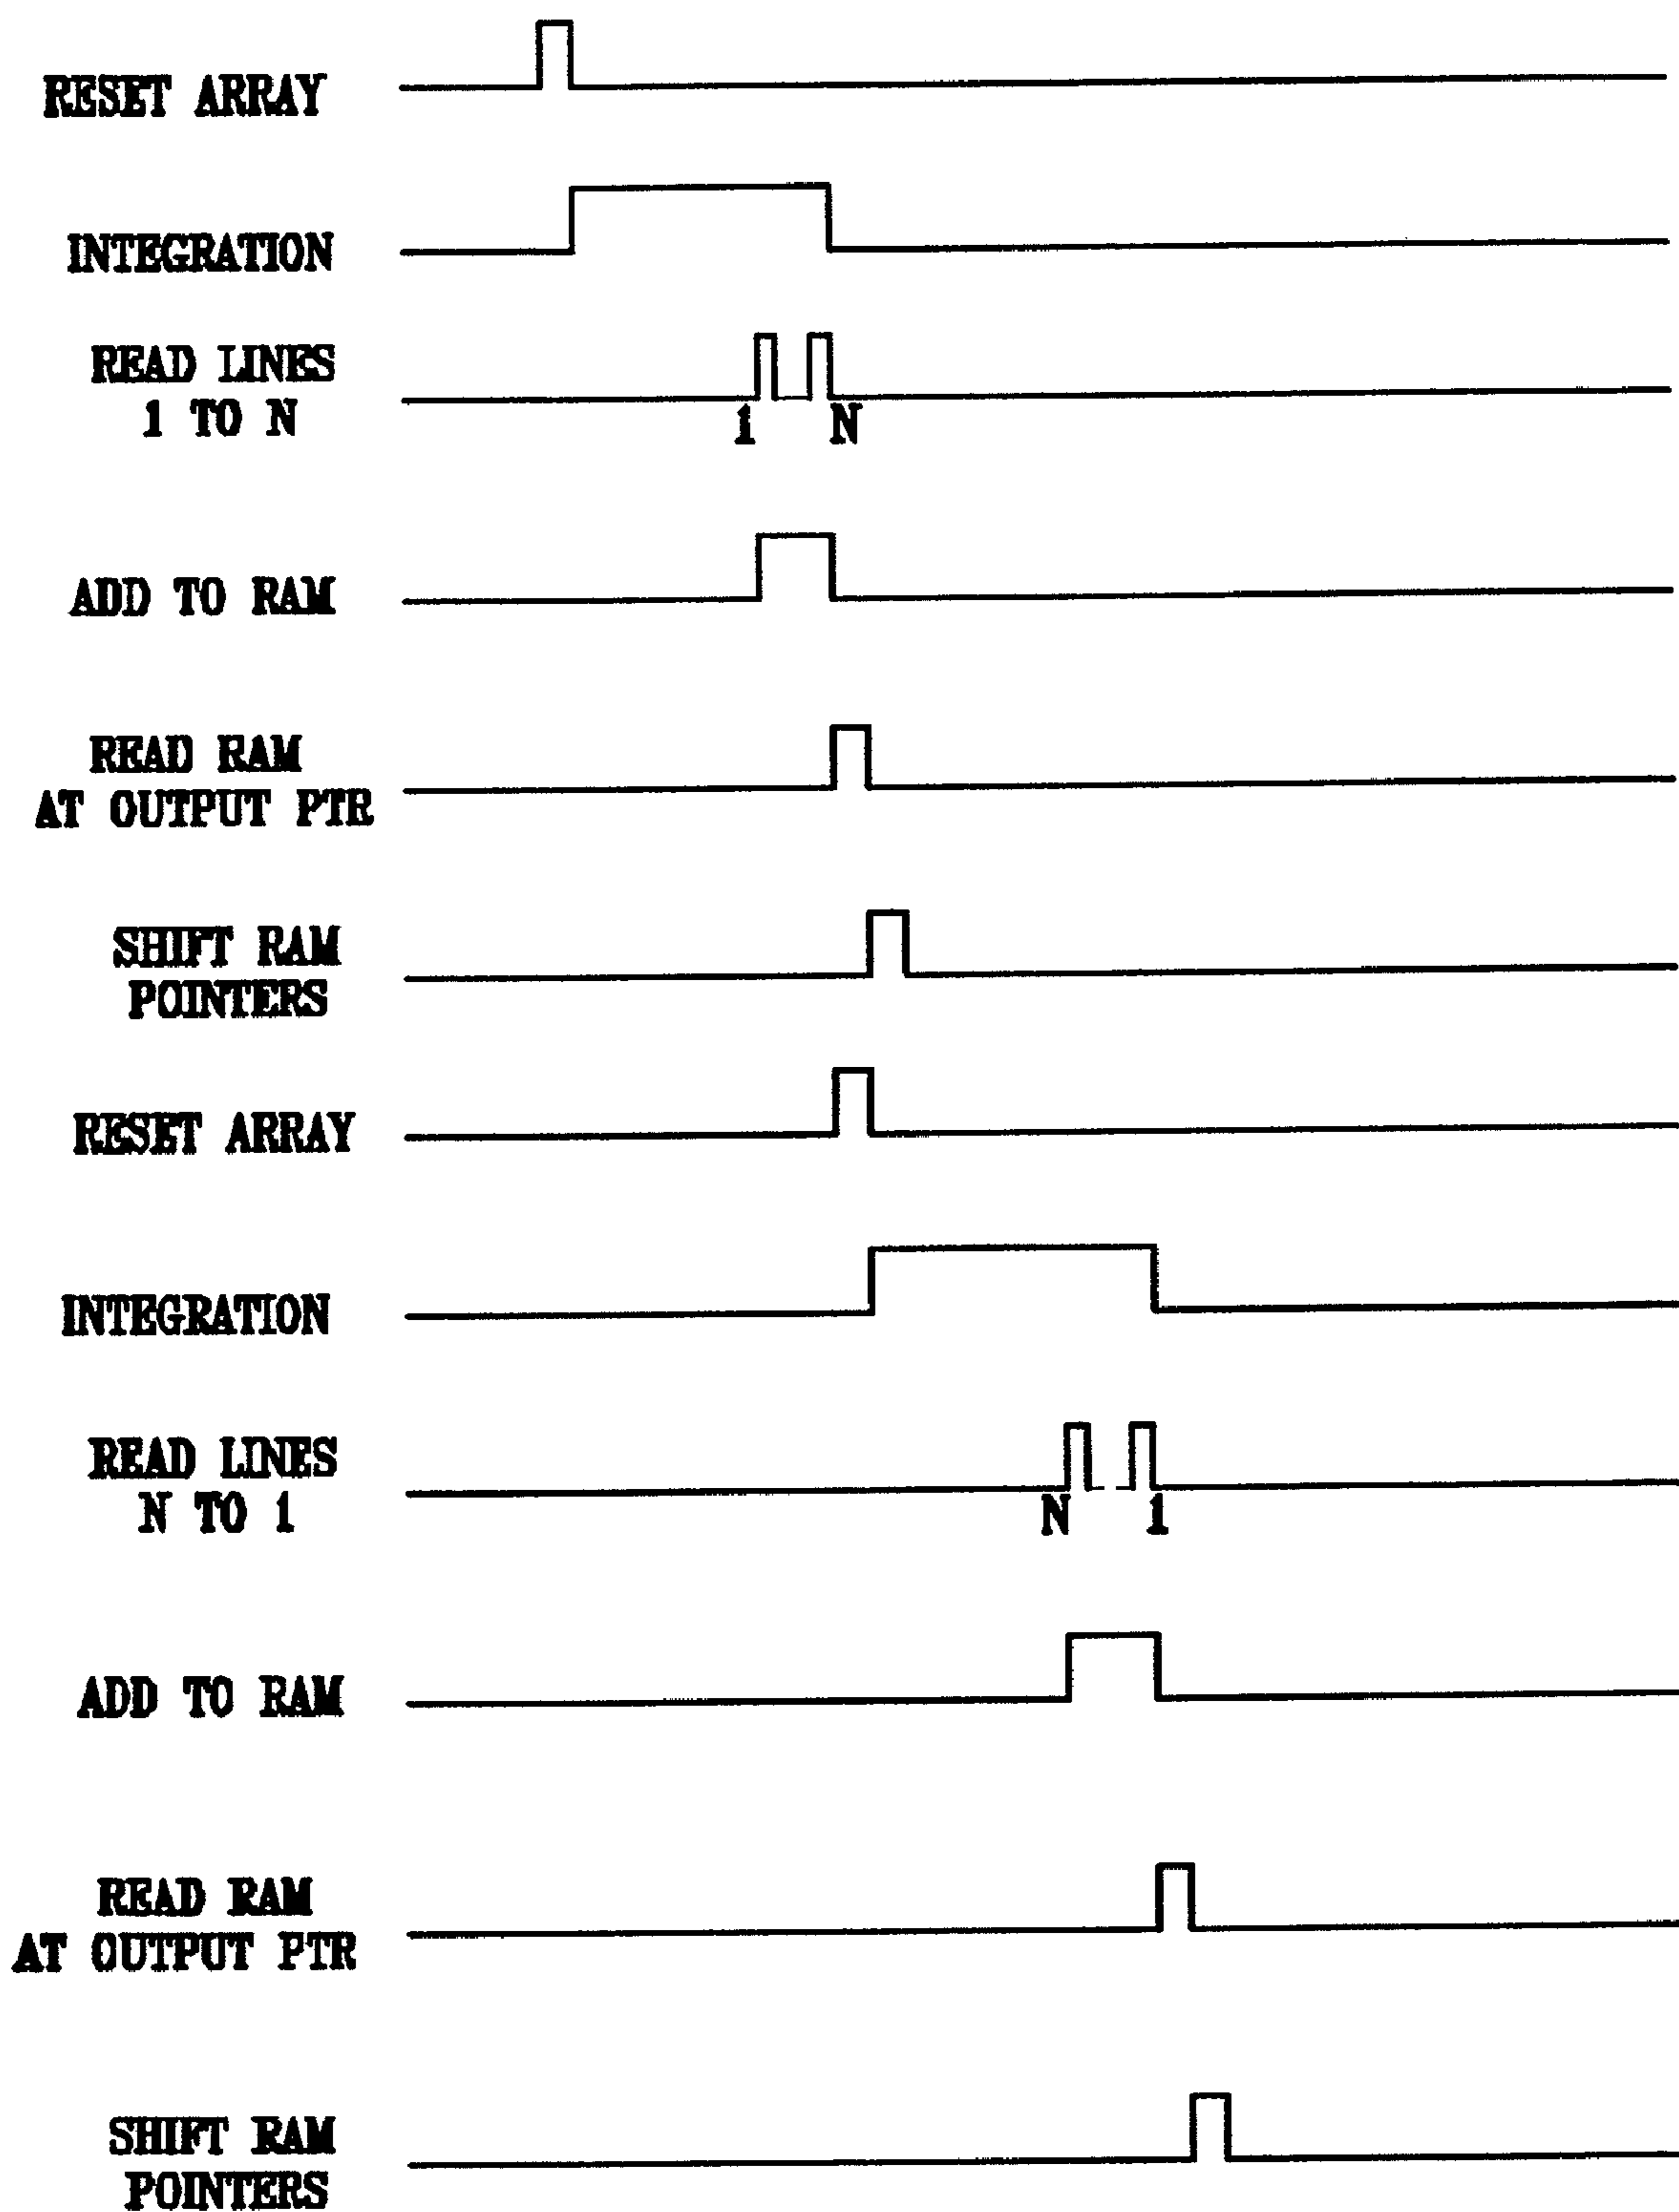 RESET ARRAY
INTEGRATION
READ LINES
1 TO N
1 N
ADD TO RAM
READ RAM
AT OUTPUT PTR
SHIFT RAM
POINTERS
RESET ARRAY
INTEGRATION
READ LINES
N TO 1
N 1
ADD TO RAM
READ RAM
AT OUTPUT PTR
SHIFT RAM
POINTERS